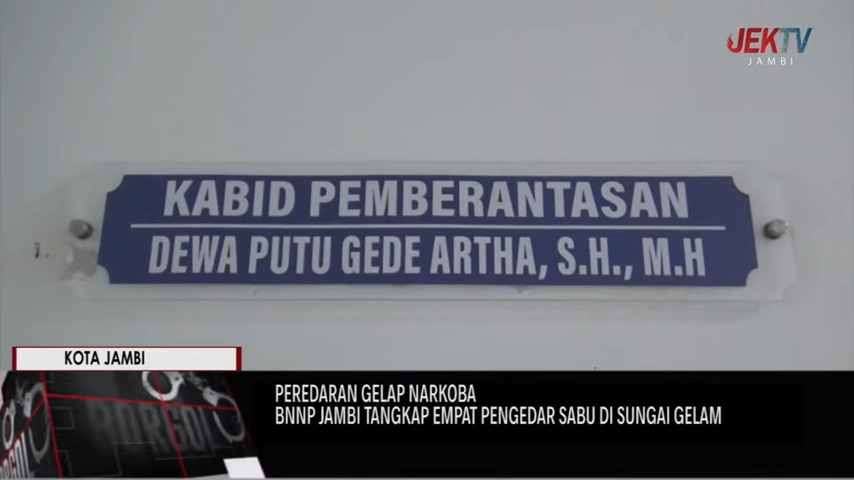 JEKTV
JAMBI
KABID PEMBERANTASAN
DEWA PUTU GEDE ARTHA, S.H., M.H
KOTA JAMBI
BORGOL
PEREDARAN GELAP NARKOBA
BNNP JAMBI TANGKAP EMPAT PENGEDAR SABU DI SUNGAI GELAM